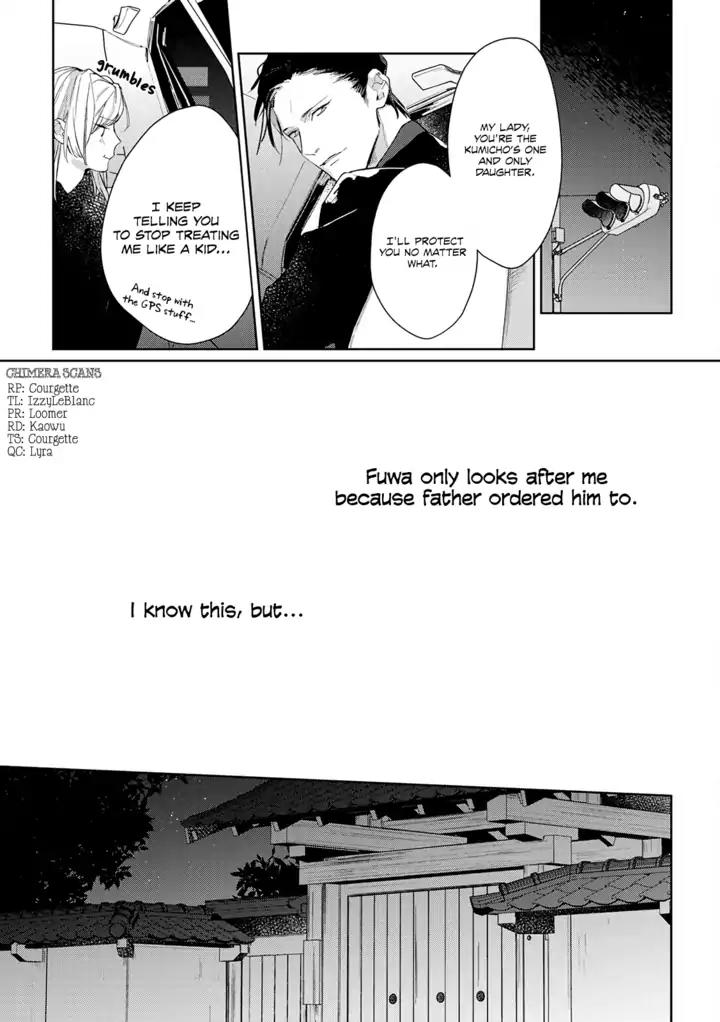 MY LADY,
YOU'RE THE
KUMICHO'S ONE
AND ONLY
DAUGHTER.
I'LL PROTECT
YOU NO MATTER
WHAT.
grumbles
I KEEP
TELLING YOU
TO STOP TREATING
ME LIKE A KID...
And stop with
the GPS stuff...
CHIMERA SCANS
RP: Courgette
TL: IzzyLeBlanc
PR: Loomer
RD: Kaowu
TS: Courgette
QC: Lyra
Fuwa only looks after me
because father ordered him to.
I know this, but...